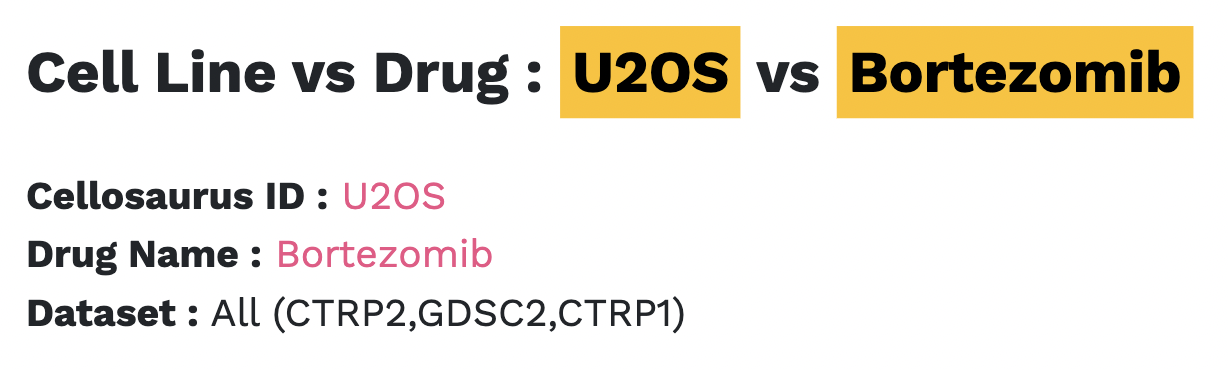 Cell Line vs Drug : U2OS vs Bortezomib
Cellosaurus ID : U2OS
Drug Name : Bortezomib
Dataset : All (CTRP2,GDSC2,CTRP1)